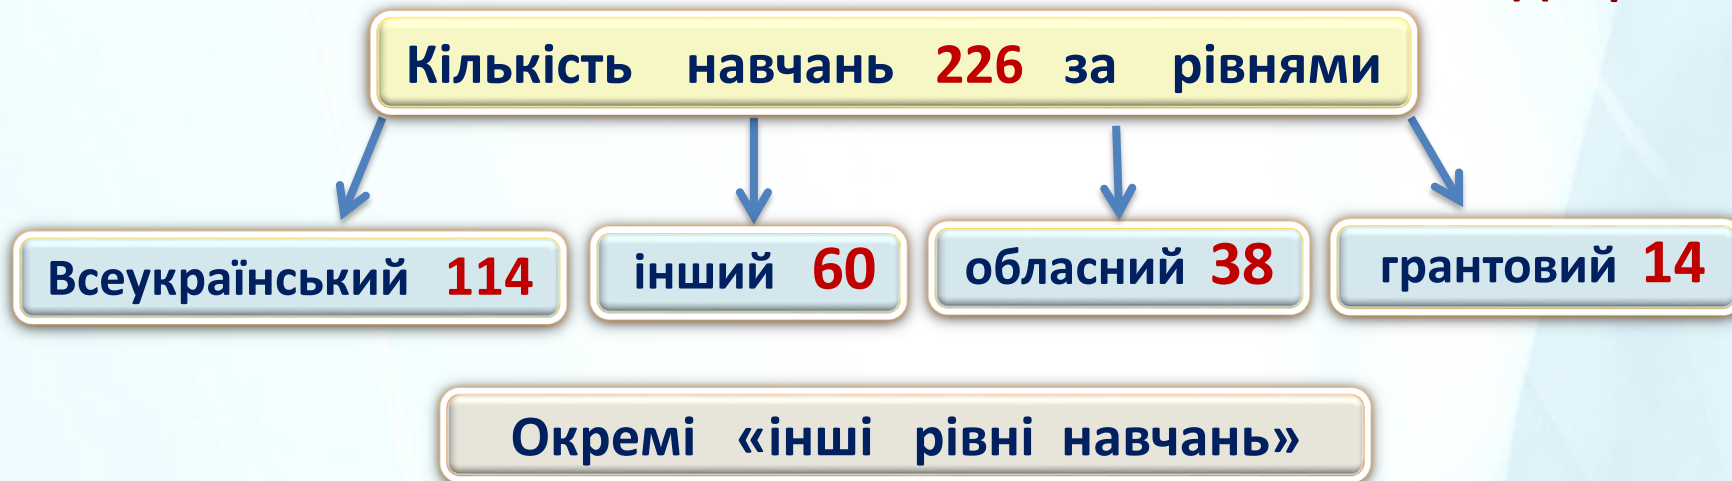 Кількість навчань 226 за рівнями
Всеукраїнський 114
інший 60
обласний 38
грантовий 14
Окремі «інші рівні навчань»